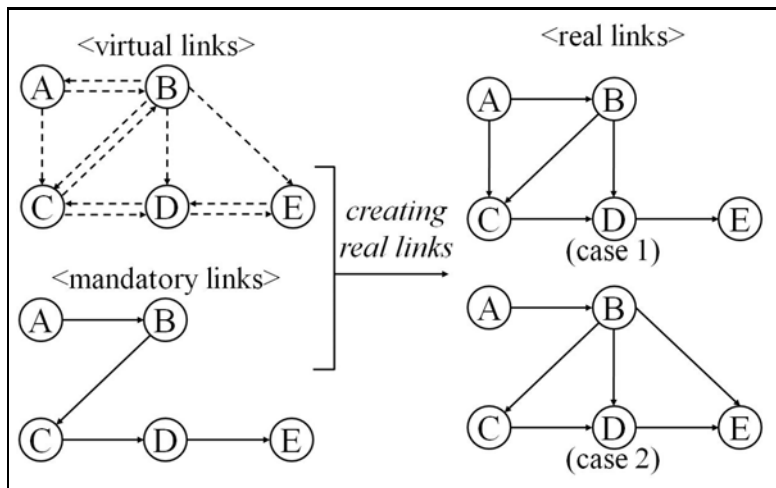 <virtual links>
A B
C D E
<mandatory links>
A B
C D E
creating
real links
<real links>
A B
C D E
(case 1)
A B
C D E
(case 2)